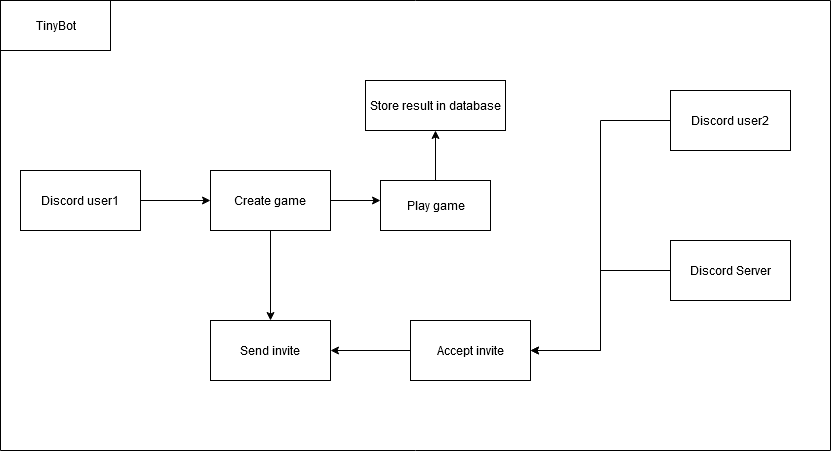 TinyBot
Store result in database
Discord user2
Discord user1
Create game
Play game
Discord Server
Send invite
Accept invite